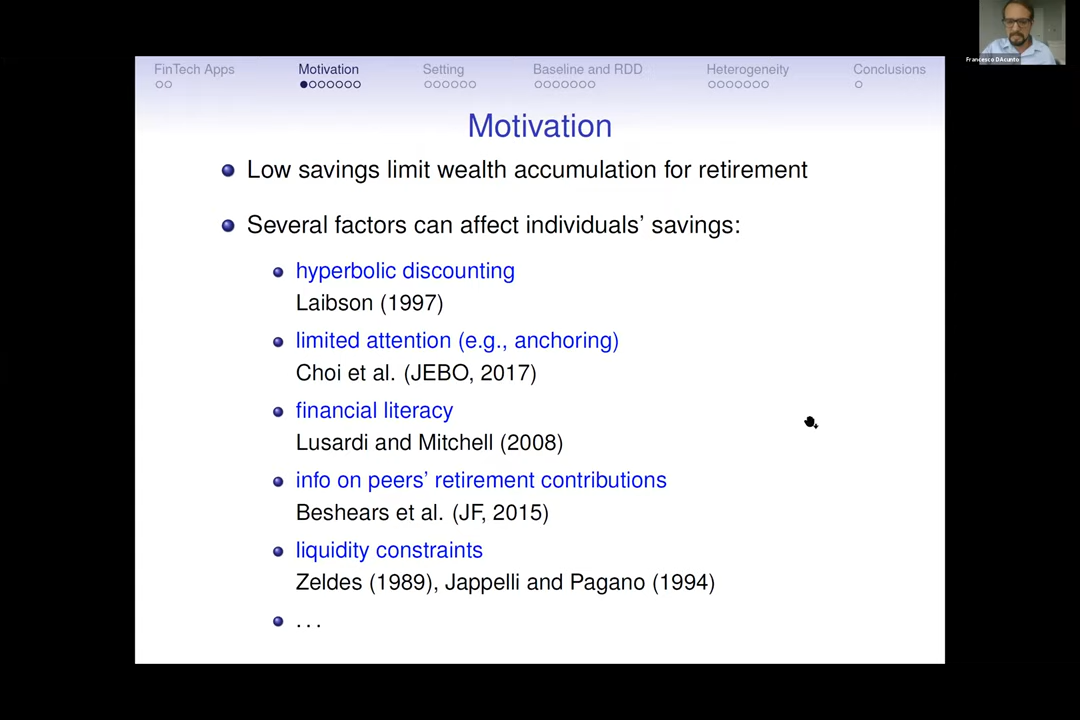 FinTech Apps Motivation Setting Baseline and RDD Heterogeneity Conclusions
Francesco DAcunto
Motivation
Low savings limit wealth accumulation for retirement
Several factors can affect individuals’ savings:
hyperbolic discounting
Laibson (1997)
limited attention (e.g., anchoring)
Choi et al. (JEBO, 2017)
financial literacy
Lusardi and Mitchell (2008)
info on peers’ retirement contributions
Beshears et al. (JF, 2015)
liquidity constraints
Zeldes (1989), Jappelli and Pagano (1994)
. . .